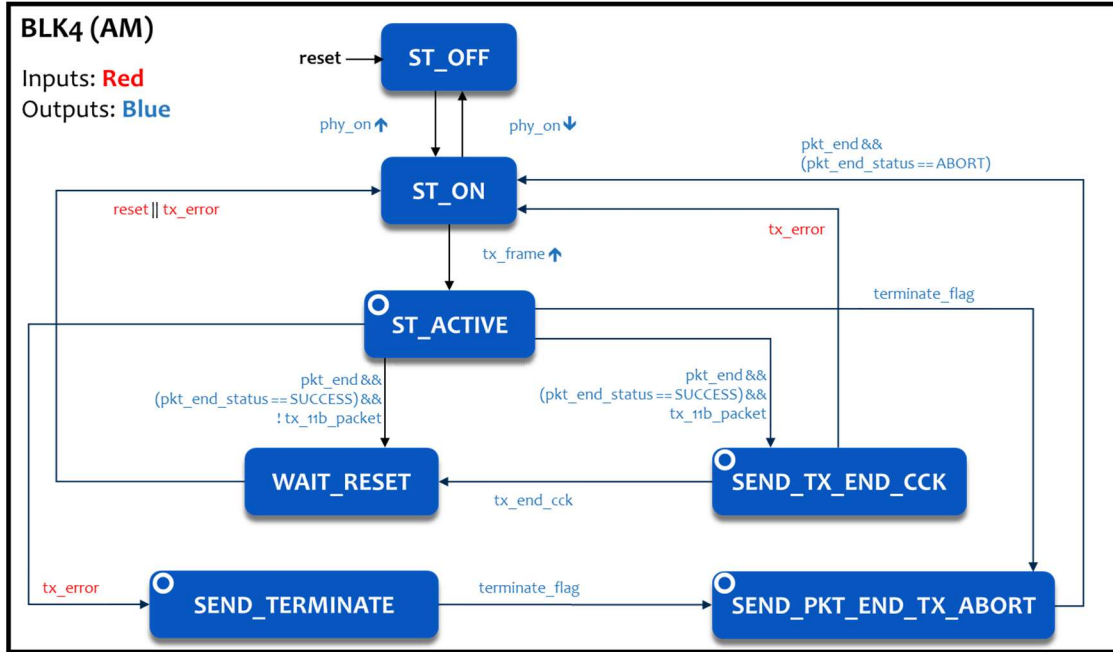 BLK4 (AM)
Inputs: Red
Outputs: Blue
reset
ST_OFF
phy_on ↑
phy_on ↓
pkt_end &&
(pkt_end_status == ABORT)
ST_ON
reset || tx_error
tx_error
tx_frame ↑
terminate_flag
ST_ACTIVE
pkt_end &&
(pkt_end_status == SUCCESS) &&
! tx_11b_packet
pkt_end &&
(pkt_end_status == SUCCESS) &&
tx_11b_packet
WAIT_RESET
tx_end_cck
SEND_TX_END_CCK
tx_error
SEND_TERMINATE
terminate_flag
SEND_PKT_END_TX_ABORT